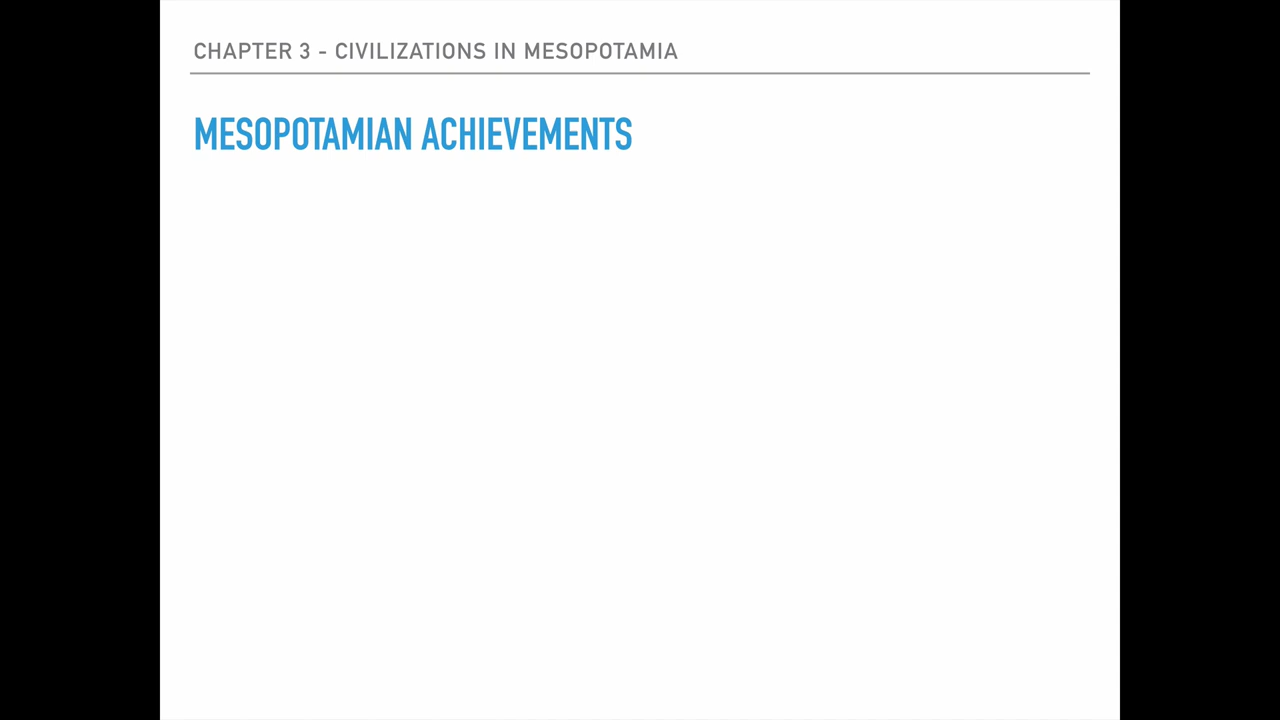 CHAPTER 3 - CIVILIZATIONS IN MESOPOTAMIA
MESOPOTAMIAN ACHIEVEMENTS